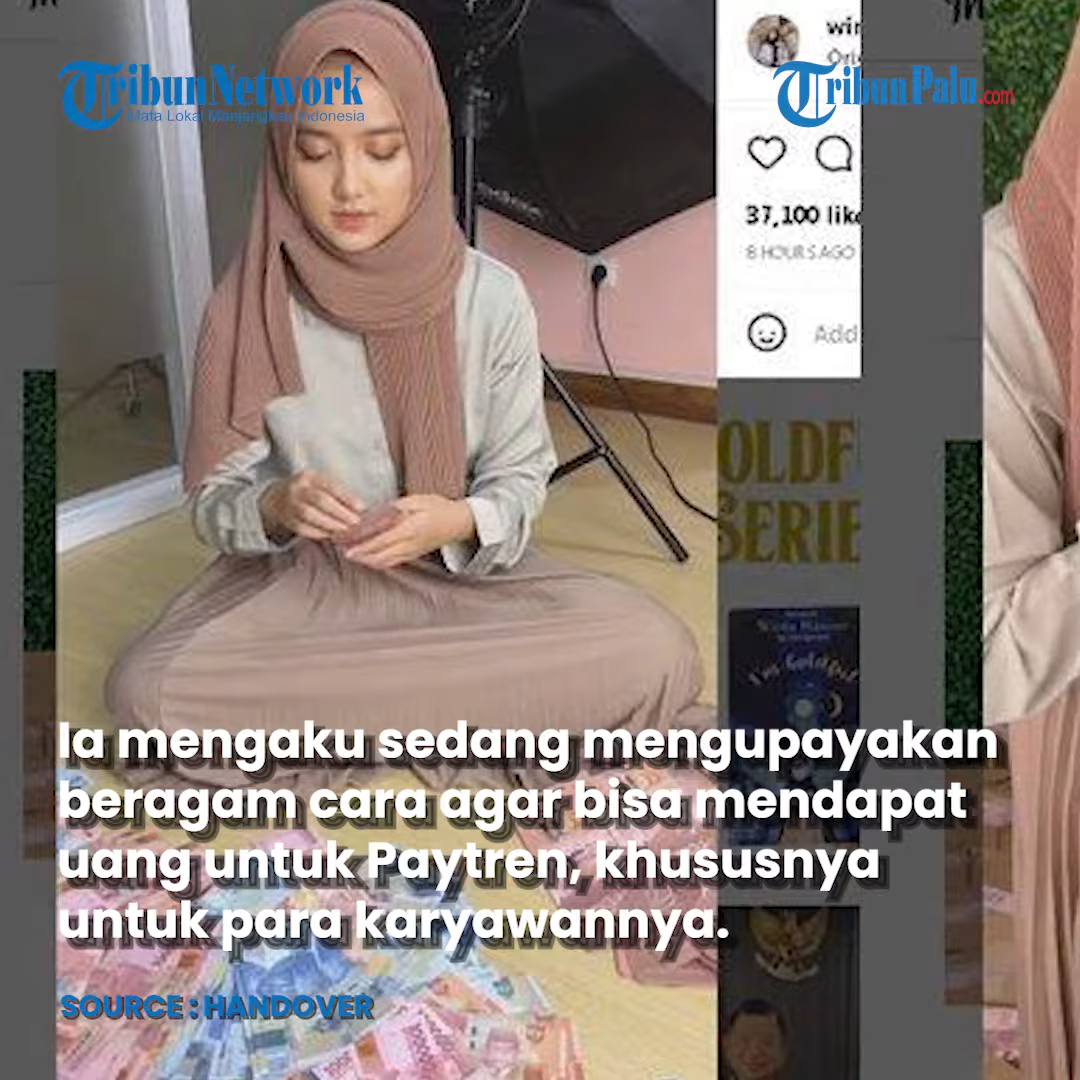 TribunNetwork
Mata Lokal Menjangkau Indonesia
TribunPalu.com
37,100 like
8 HOURS AGO
Add
OLDF
SERIE
Ia mengaku sedang mengupayakan
beragam cara agar bisa mendapat
uang untuk Paytren, khususnya
untuk para karyawannya.
SOURCE : HANDOVER